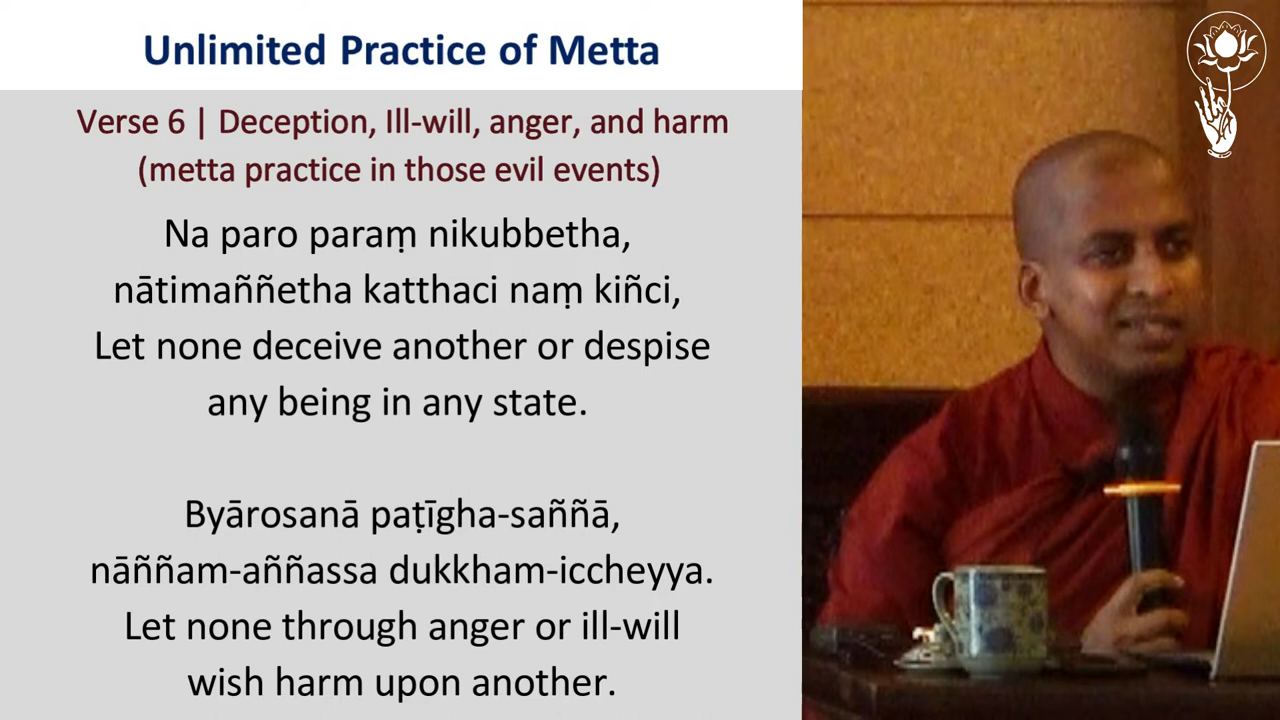 Unlimited Practice of Metta
Verse 6 | Deception, Ill-will, anger, and harm
(metta practice in those evil events)
Na paro paraṃ nikubbetha,
nātimaññetha katthaci naṃ kiñci,
Let none deceive another or despise
any being in any state.
Byārosanā paṭīgha-saññā,
nāññam-aññassa dukkham-iccheyya.
Let none through anger or ill-will
wish harm upon another.